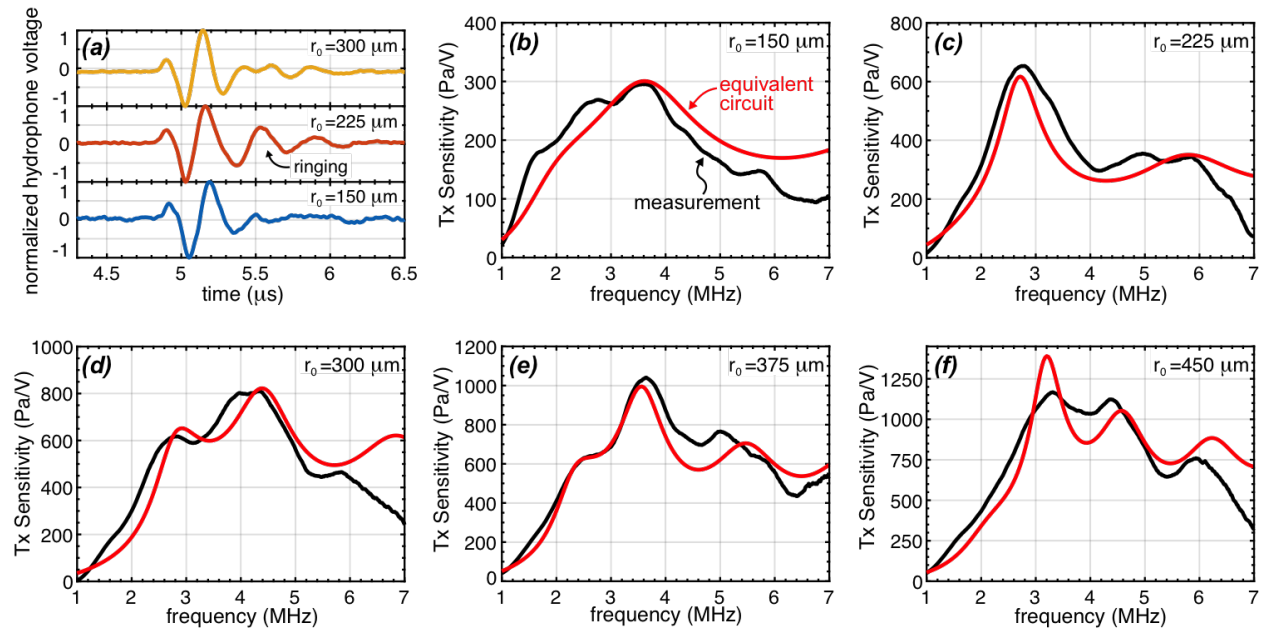 (a)
r₀=300 μm
r₀=225 μm
ringing
r₀=150 μm
normalized hydrophone voltage
1
0
-1
1
0
-1
1
0
-1
4.5
5
5.5
6
6.5
time (μs)
(b)
r₀=150 μm
equivalent
circuit
measurement
Tx Sensitivity (Pa/V)
400
300
200
100
0
1
2
3
4
5
6
7
frequency (MHz)
(c)
r₀=225 μm
Tx Sensitivity (Pa/V)
800
600
400
200
0
1
2
3
4
5
6
7
frequency (MHz)
(d)
r₀=300 μm
Tx Sensitivity (Pa/V)
1000
800
600
400
200
0
1
2
3
4
5
6
7
frequency (MHz)
(e)
r₀=375 μm
Tx Sensitivity (Pa/V)
1200
1000
800
600
400
200
0
1
2
3
4
5
6
7
frequency (MHz)
(f)
r₀=450 μm
Tx Sensitivity (Pa/V)
1250
1000
750
500
250
0
1
2
3
4
5
6
7
frequency (MHz)